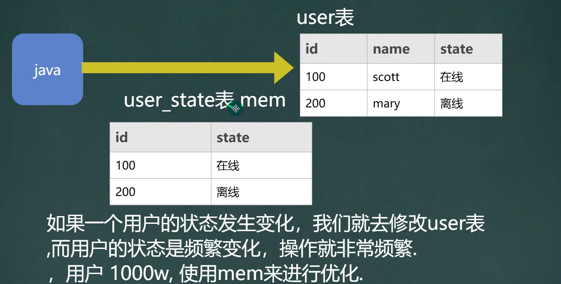 user表
java
id name state
100 scott 在线
200 mary 离线
user_state表 mem
id state
100 在线
200 离线
如果一个用户的状态发生变化，我们就去修改user表
,而用户的状态是频繁变化，操作就非常频繁.
，用户 1000w, 使用mem来进行优化.